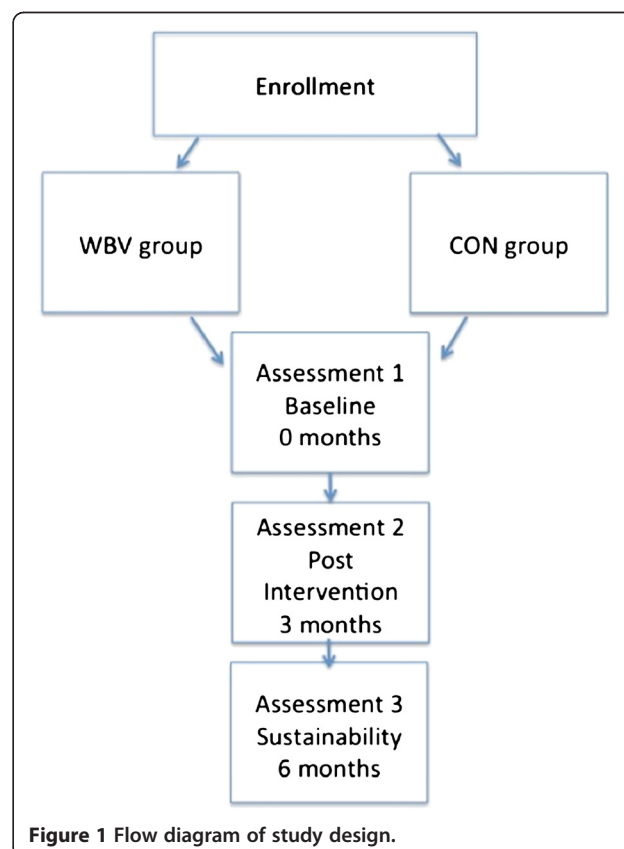 Enrollment
WBV group
CON group
Assessment 1
Baseline
0 months
Assessment 2
Post
Intervention
3 months
Assessment 3
Sustainability
6 months
Figure 1 Flow diagram of study design.